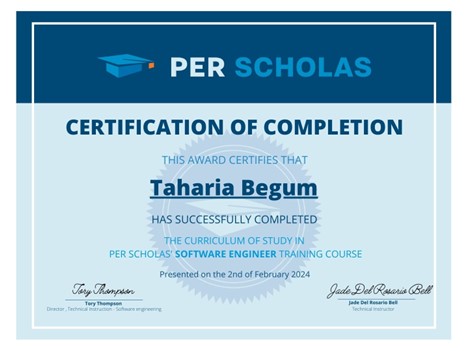 PER SCHOLAS
CERTIFICATION OF COMPLETION
THIS AWARD CERTIFIES THAT
Taharia Begum
HAS SUCCESSFULLY COMPLETED
THE CURRICULUM OF STUDY IN
PER SCHOLAS' SOFTWARE ENGINEER TRAINING COURSE
Presented on the 2nd of February 2024
Tory Thompson Jade Del Rosario Bell
Tory Thompson Jade Del Rosario Bell
Director , Technical Instruction - Software engineering Technical Instructor